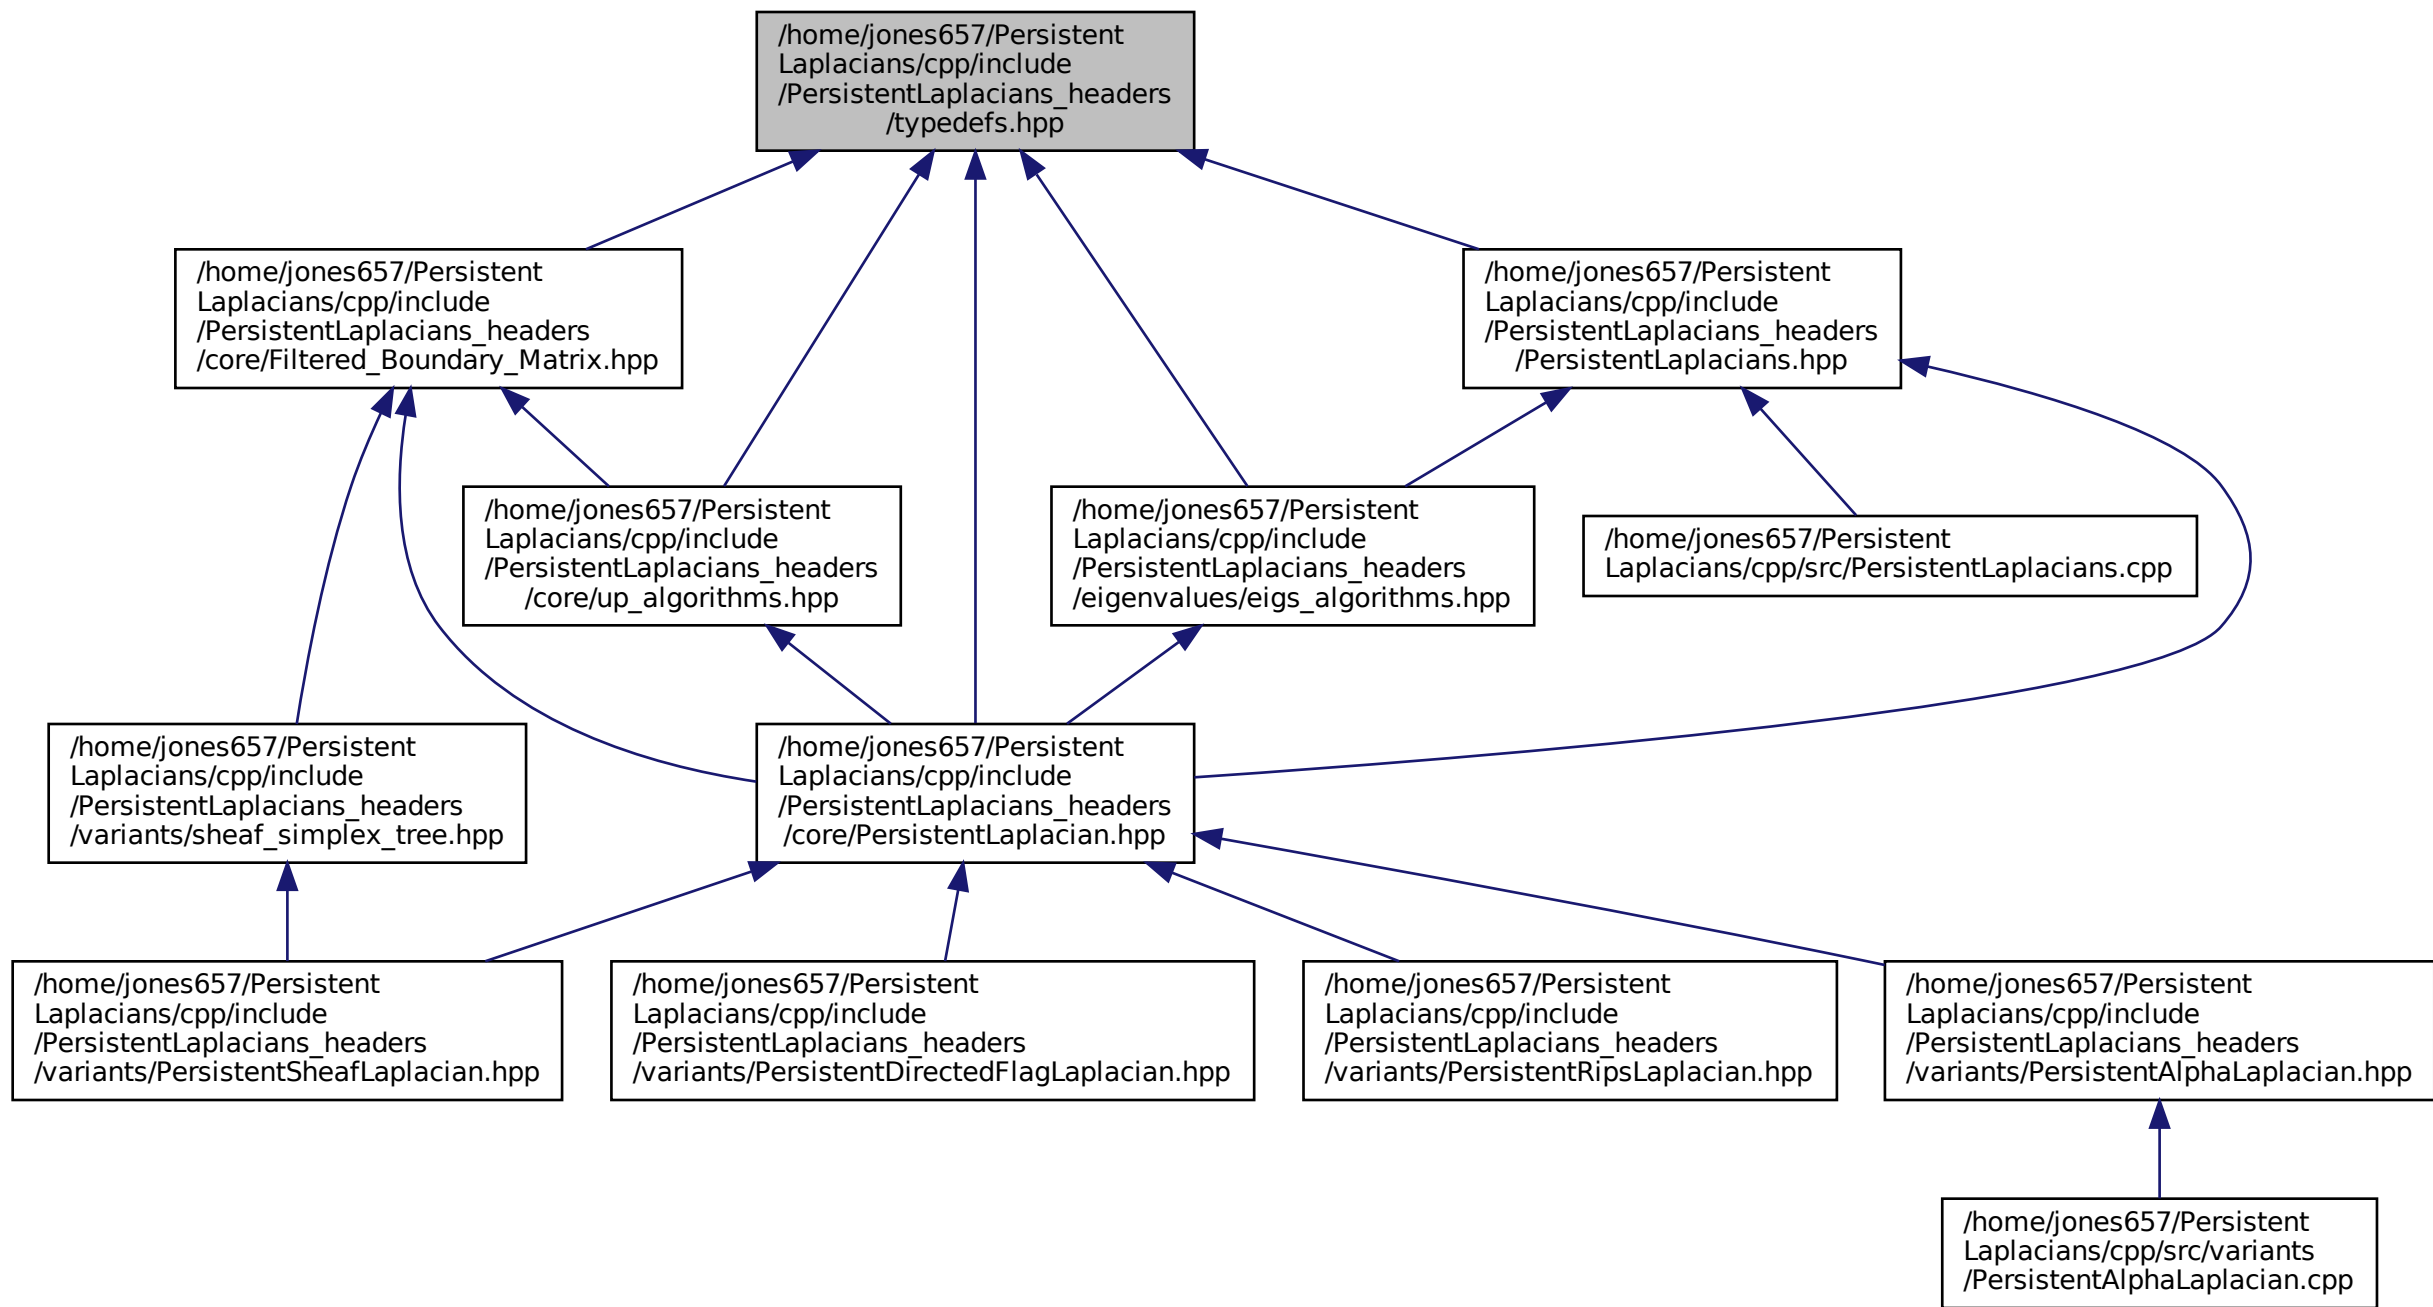 /home/jones657/Persistent
Laplacians/cpp/include
/PersistentLaplacians_headers
/typedefs.hpp
/home/jones657/Persistent
Laplacians/cpp/include
/PersistentLaplacians_headers
/core/Filtered_Boundary_Matrix.hpp
/home/jones657/Persistent
Laplacians/cpp/include
/PersistentLaplacians_headers
/PersistentLaplacians.hpp
/home/jones657/Persistent
Laplacians/cpp/include
/PersistentLaplacians_headers
/core/up_algorithms.hpp
/home/jones657/Persistent
Laplacians/cpp/include
/PersistentLaplacians_headers
/eigenvalues/eigs_algorithms.hpp
/home/jones657/Persistent
Laplacians/cpp/src/PersistentLaplacians.cpp
/home/jones657/Persistent
Laplacians/cpp/include
/PersistentLaplacians_headers
/variants/sheaf_simplex_tree.hpp
/home/jones657/Persistent
Laplacians/cpp/include
/PersistentLaplacians_headers
/core/PersistentLaplacian.hpp
/home/jones657/Persistent
Laplacians/cpp/include
/PersistentLaplacians_headers
/variants/PersistentSheafLaplacian.hpp
/home/jones657/Persistent
Laplacians/cpp/include
/PersistentLaplacians_headers
/variants/PersistentDirectedFlagLaplacian.hpp
/home/jones657/Persistent
Laplacians/cpp/include
/PersistentLaplacians_headers
/variants/PersistentRipsLaplacian.hpp
/home/jones657/Persistent
Laplacians/cpp/include
/PersistentLaplacians_headers
/variants/PersistentAlphaLaplacian.hpp
/home/jones657/Persistent
Laplacians/cpp/src/variants
/PersistentAlphaLaplacian.cpp